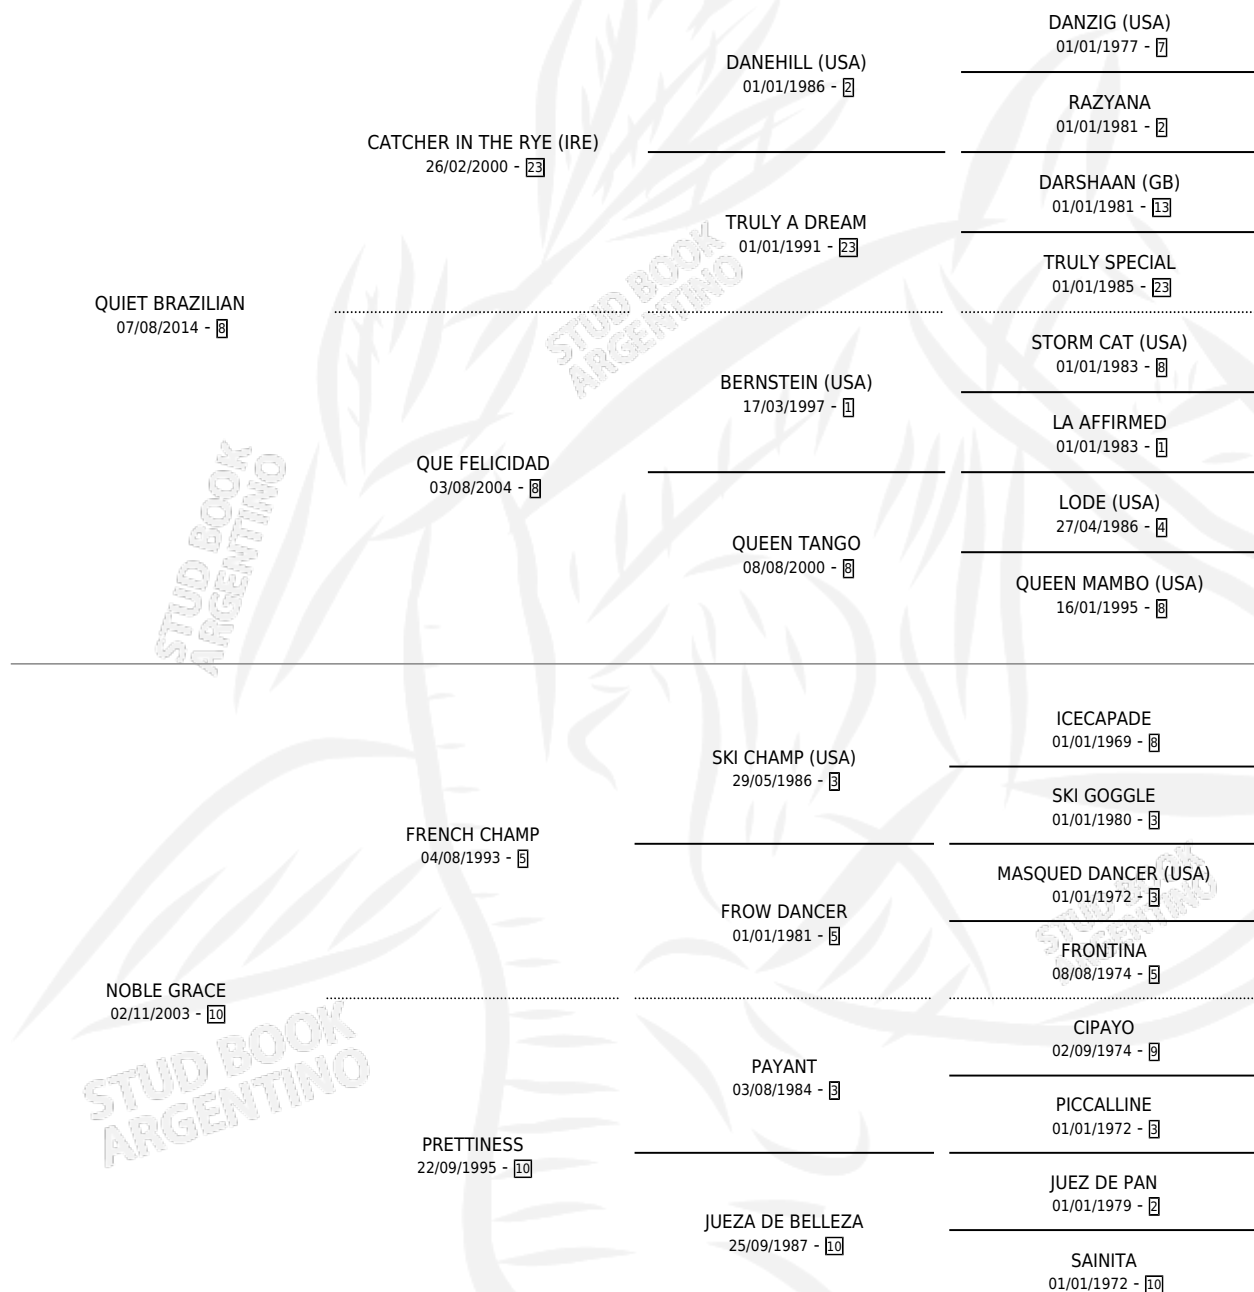 DANZIG (USA)
01/01/1977 - 7
DANEHILL (USA)
01/01/1986 - 2
RAZYANA
01/01/1981 - 2
CATCHER IN THE RYE (IRE)
26/02/2000 - 23
DARSHAAN (GB)
01/01/1981 - 13
TRULY A DREAM
01/01/1991 - 23
TRULY SPECIAL
01/01/1985 - 23
QUIET BRAZILIAN
07/08/2014 - 8
STORM CAT (USA)
01/01/1983 - 8
BERNSTEIN (USA)
17/03/1997 - 1
LA AFFIRMED
01/01/1983 - 1
QUE FELICIDAD
03/08/2004 - 8
LODE (USA)
27/04/1986 - 4
QUEEN TANGO
08/08/2000 - 8
QUEEN MAMBO (USA)
16/01/1995 - 8
ICECAPADE
01/01/1969 - 8
SKI CHAMP (USA)
29/05/1986 - 3
SKI GOGGLE
01/01/1980 - 3
FRENCH CHAMP
04/08/1993 - 5
MASQUED DANCER (USA)
01/01/1972 - 3
FROW DANCER
01/01/1981 - 5
FRONTINA
08/08/1974 - 5
NOBLE GRACE
02/11/2003 - 10
CIPAYO
02/09/1974 - 9
PAYANT
03/08/1984 - 3
PICCALLINE
01/01/1972 - 3
PRETTINESS
22/09/1995 - 10
JUEZ DE PAN
01/01/1979 - 2
JUEZA DE BELLEZA
25/09/1987 - 10
SAINITA
01/01/1972 - 10
STUD BOOK
ARGENTINO
STUD BOOK
ARGENTINO
STUD BOOK
ARGENTINO
STUD BOOK
ARGENTINO